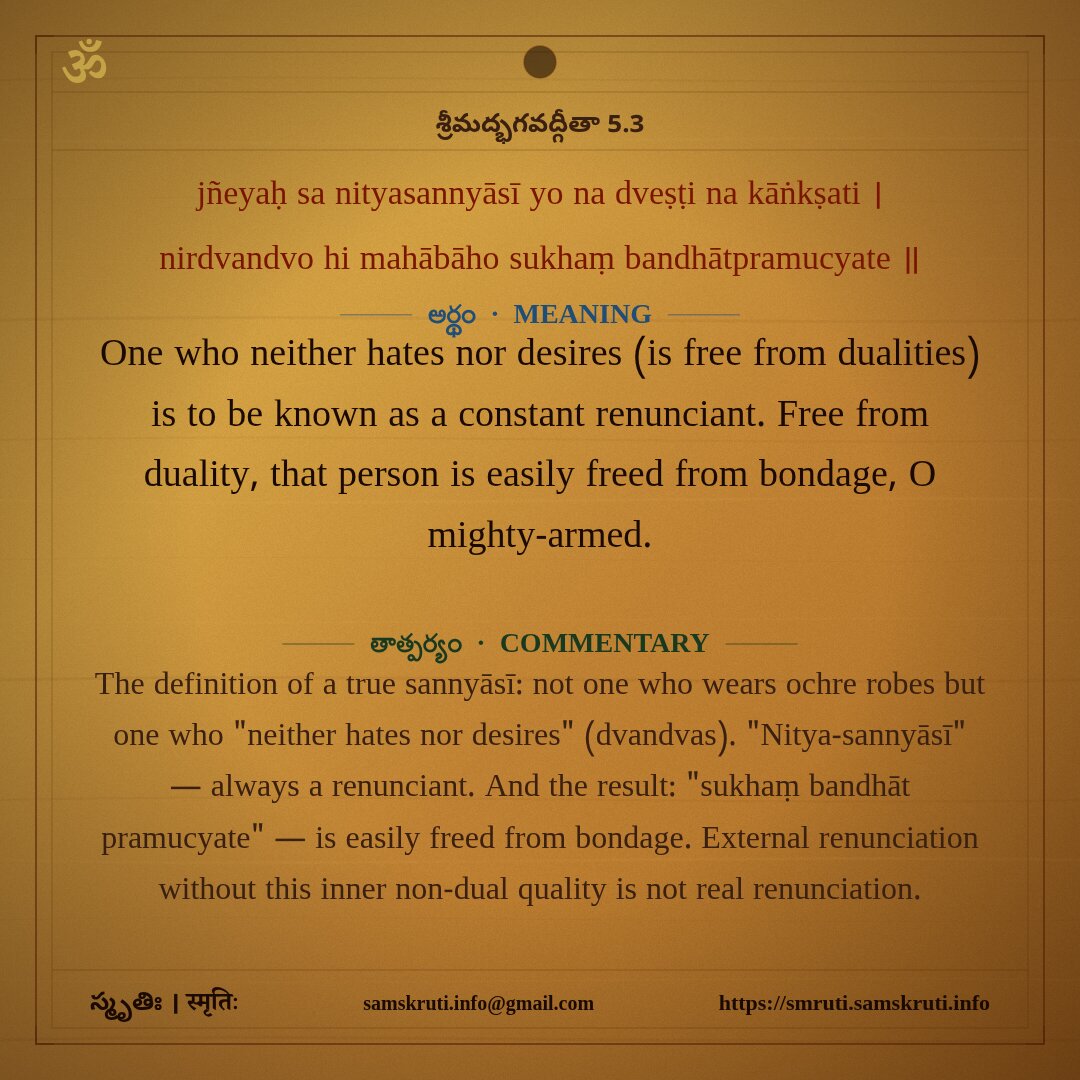 ॐ
శ్రీమద్భగవద్గీతా 5.3
jñeyaḥ sa nityasannyāsī yo na dveṣṭi na kāṅkṣati |
nirdvandvo hi mahābāho sukhaṃ bandhātpramucyate ||
అర్థం · MEANING
One who neither hates nor desires (is free from dualities)
is to be known as a constant renunciant. Free from
duality, that person is easily freed from bondage, O
mighty-armed.
తాత్పర్యం · COMMENTARY
The definition of a true sannyāsī: not one who wears ochre robes but
one who "neither hates nor desires" (dvandvas). "Nitya-sannyāsī"
— always a renunciant. And the result: "sukhaṃ bandhāt
pramucyate" — is easily freed from bondage. External renunciation
without this inner non-dual quality is not real renunciation.
స్మృతిః | स्मृतिः samskruti.info@gmail.com https://smruti.samskruti.info